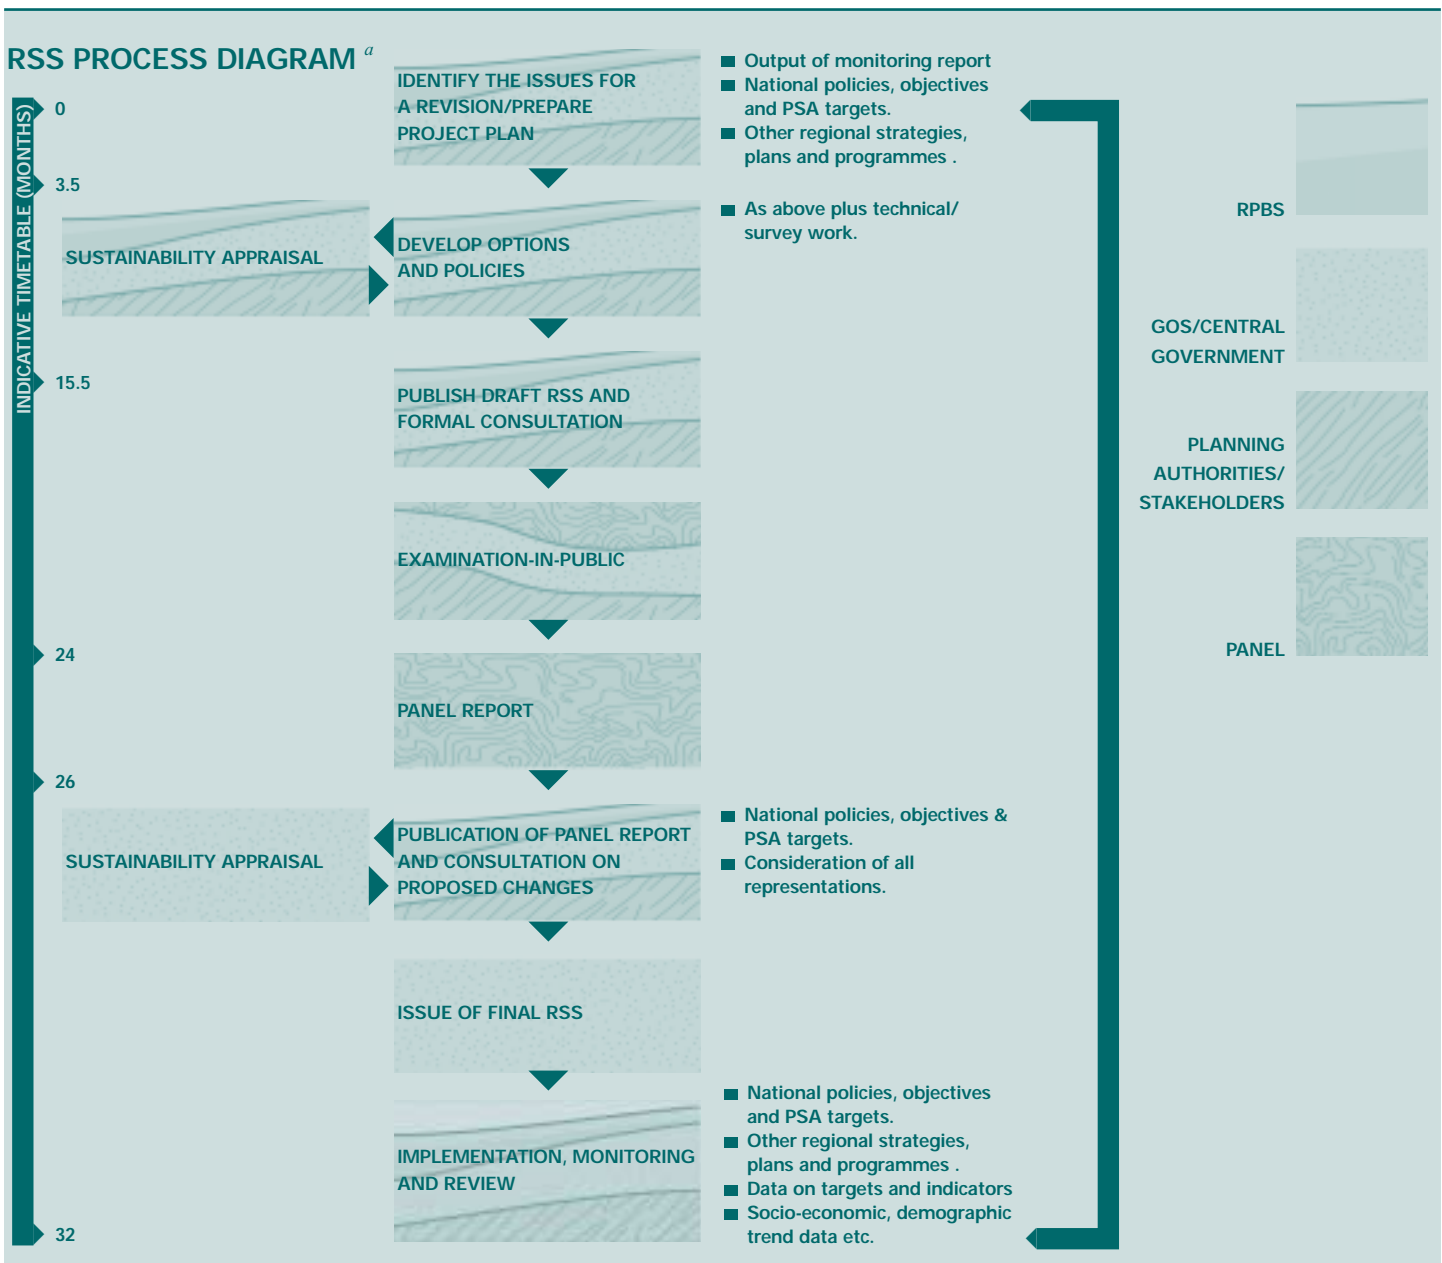 RSS PROCESS DIAGRAM a
INDICATIVE TIMETABLE (MONTHS)
0
3.5
15.5
24
26
32
IDENTIFY THE ISSUES FOR
A REVISION/PREPARE
PROJECT PLAN
■ Output of monitoring report
■ National policies, objectives
and PSA targets.
■ Other regional strategies,
plans and programmes .
SUSTAINABILITY APPRAISAL
DEVELOP OPTIONS
AND POLICIES
■ As above plus technical/
survey work.
PUBLISH DRAFT RSS AND
FORMAL CONSULTATION
EXAMINATION-IN-PUBLIC
PANEL REPORT
SUSTAINABILITY APPRAISAL
PUBLICATION OF PANEL REPORT
AND CONSULTATION ON
PROPOSED CHANGES
■ National policies, objectives &
PSA targets.
■ Consideration of all
representations.
ISSUE OF FINAL RSS
IMPLEMENTATION, MONITORING
AND REVIEW
■ National policies, objectives
and PSA targets.
■ Other regional strategies,
plans and programmes .
■ Data on targets and indicators
■ Socio-economic, demographic
trend data etc.
RPBS
GOS/CENTRAL
GOVERNMENT
PLANNING
AUTHORITIES/
STAKEHOLDERS
PANEL